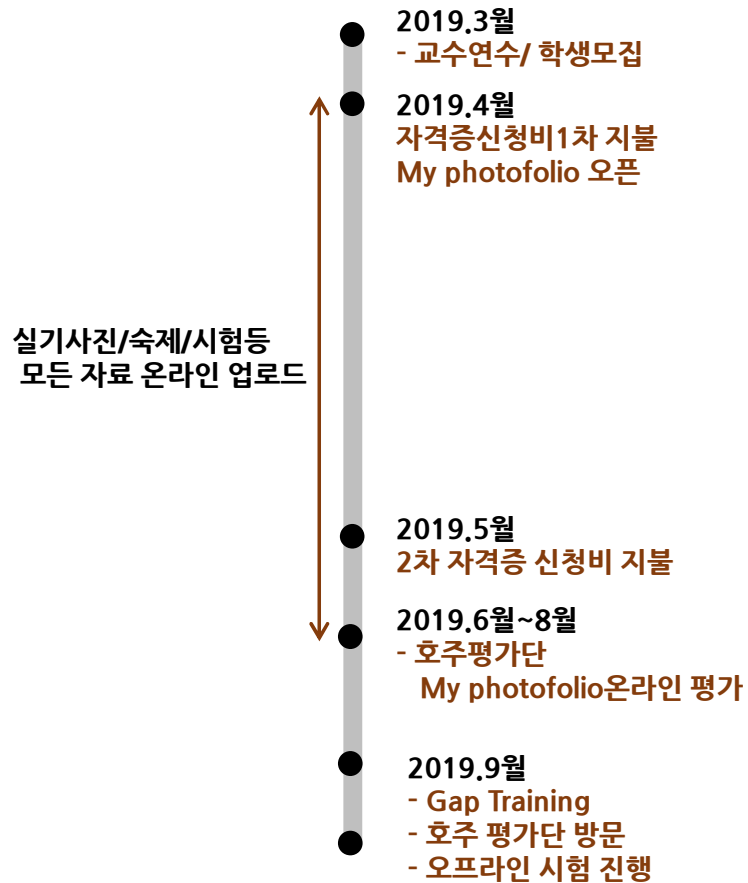 2019.3월
- 교수연수/ 학생모집
2019.4월
자격증신청비1차 지불
My photofolio 오픈
실기사진/숙제/시험등
모든 자료 온라인 업로드
2019.5월
2차 자격증 신청비 지불
2019.6월~8월
- 호주평가단
My photofolio온라인 평가
2019.9월
- Gap Training
- 호주 평가단 방문
- 오프라인 시험 진행